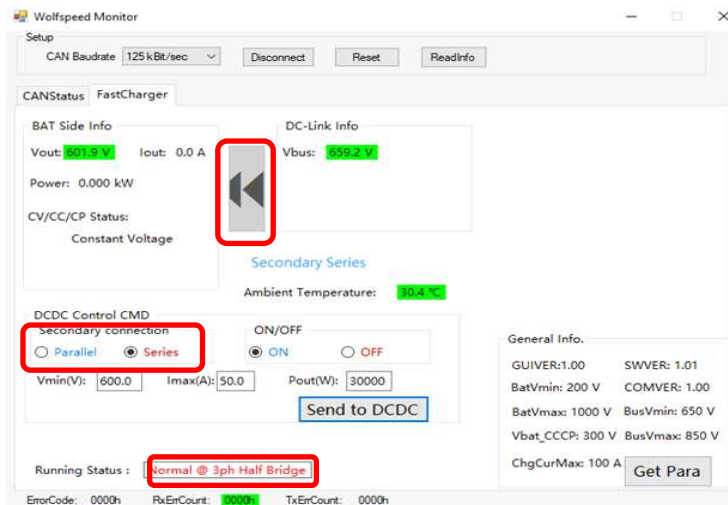 Wolfspeed Monitor
Setup
CAN Baudrate 125 kBit/sec Disconnect Reset ReadInfo
CANStatus FastCharger
BAT Side Info
Vout: 601.9 V Iout: 0.0 A
Power: 0.000 kW
CV/CC/CP Status:
Constant Voltage
DC-Link Info
Vbus: 659.2 V
Secondary Series
Ambient Temperature: 30.4 ℃
DCDC Control CMD
Secondary connection
Parallel Series
ON/OFF
ON OFF
Vmin(V): 600.0 Imax(A): 50.0 Pout(W): 30000
Send to DCDC
General Info.
GUIVER:1.00 SWVER: 1.01
BatVmin: 200 V COMVER: 1.00
BatVmax: 1000 V BusVmin: 650 V
Vbat_CCCP: 300 V BusVmax: 850 V
ChgCurMax: 100 A Get Para
Running Status : Normal @ 3ph Half Bridge
ErrorCode: 0000h RxErrCount: 0000h TxErrCount: 0000h